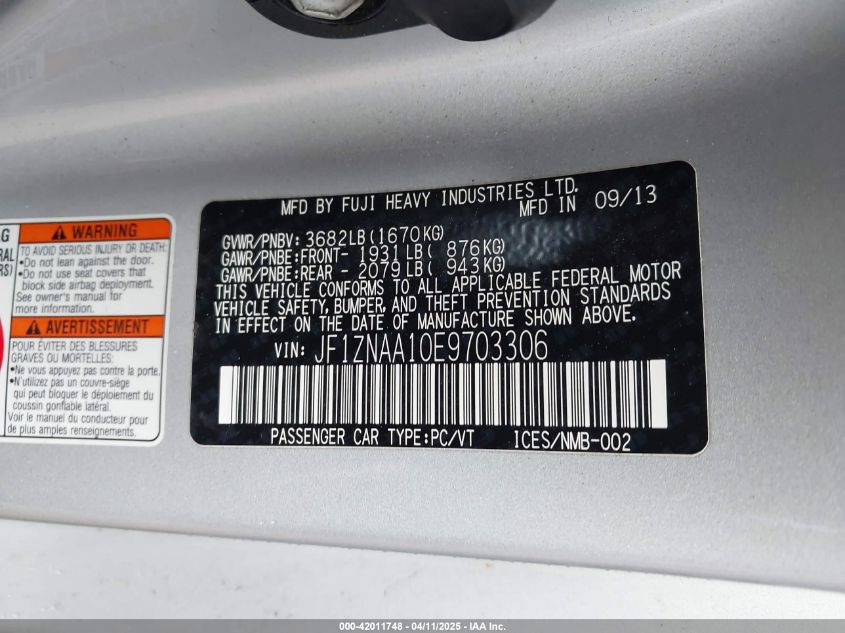 MFD BY FUJI HEAVY INDUSTRIES LTD.
MFD IN 09/13
GVWR/PNBV: 3682LB(1670KG)
GAWR/PNBE:FRONT- 1931LB( 876KG)
GAWR/PNBE:REAR - 2079LB( 943KG)
THIS VEHICLE CONFORMS TO ALL APPLICABLE FEDERAL MOTOR
VEHICLE SAFETY, BUMPER, AND THEFT PREVENTION STANDARDS
IN EFFECT ON THE DATE OF MANUFACTURE SHOWN ABOVE.
VIN: JF1ZNAA10E9703306
PASSENGER CAR TYPE:PC/VT ICES/NMB-002
WARNING
TO AVOID SERIOUS INJURY OR DEATH:
•Do not lean against the door.
•Do not use seat covers that
block side airbag deployment.
See owner's manual for
more information.
AVERTISSEMENT
POUR ÉVITER DES BLESSURES
GRAVES OU MORTELLES:
•Ne vous appuyez pas contre la porte.
•N'utilisez pas un couvre-siège
qui peut bloquer le déploiement du
coussin gonflable latéral.
Voir le manuel du conducteur pour
de plus amples informations.
000-42011748 - 04/11/2025 - IAA Inc.